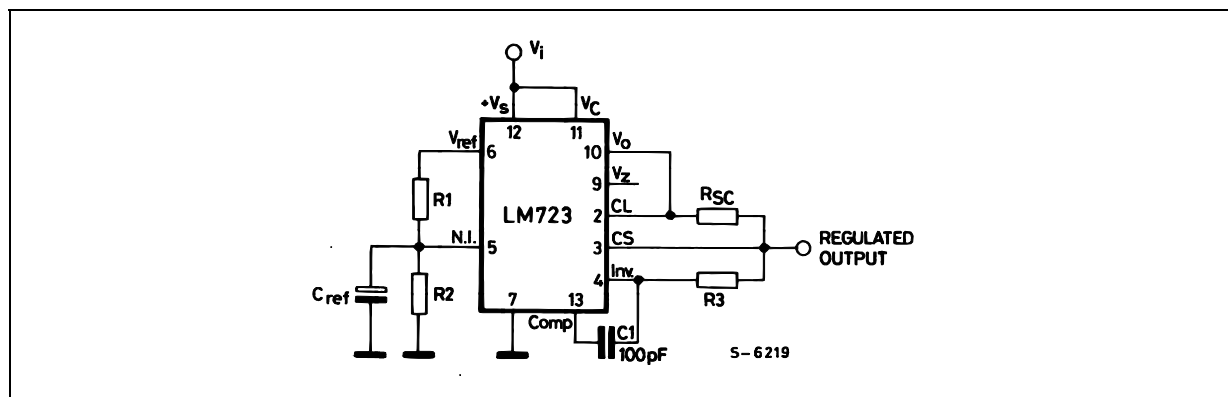 Vi
+Vs
VC
12
11
Vref
6
Vo
10
Vz
9
R1
LM723
CL
2
RSC
N.I.
5
CS
3
REGULATED
OUTPUT
Inv.
4
Cref
R2
R3
7
13
Comp
C1
100pF
S-6219